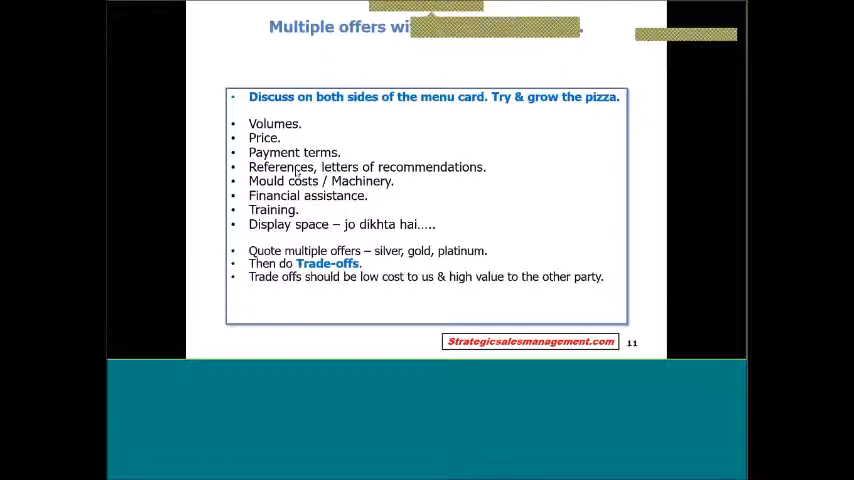 Multiple offers
Discuss on both sides of the menu card. Try & grow the pizza.
Volumes.
Price.
Payment terms.
References, letters of recommendations.
Mould costs / Machinery.
Financial assistance.
Training.
Display space – jo dikhta hai…..
Quote multiple offers – silver, gold, platinum.
Then do Trade-offs.
Trade offs should be low cost to us & high value to the other party.
Strategicsalesmanagement.com
11